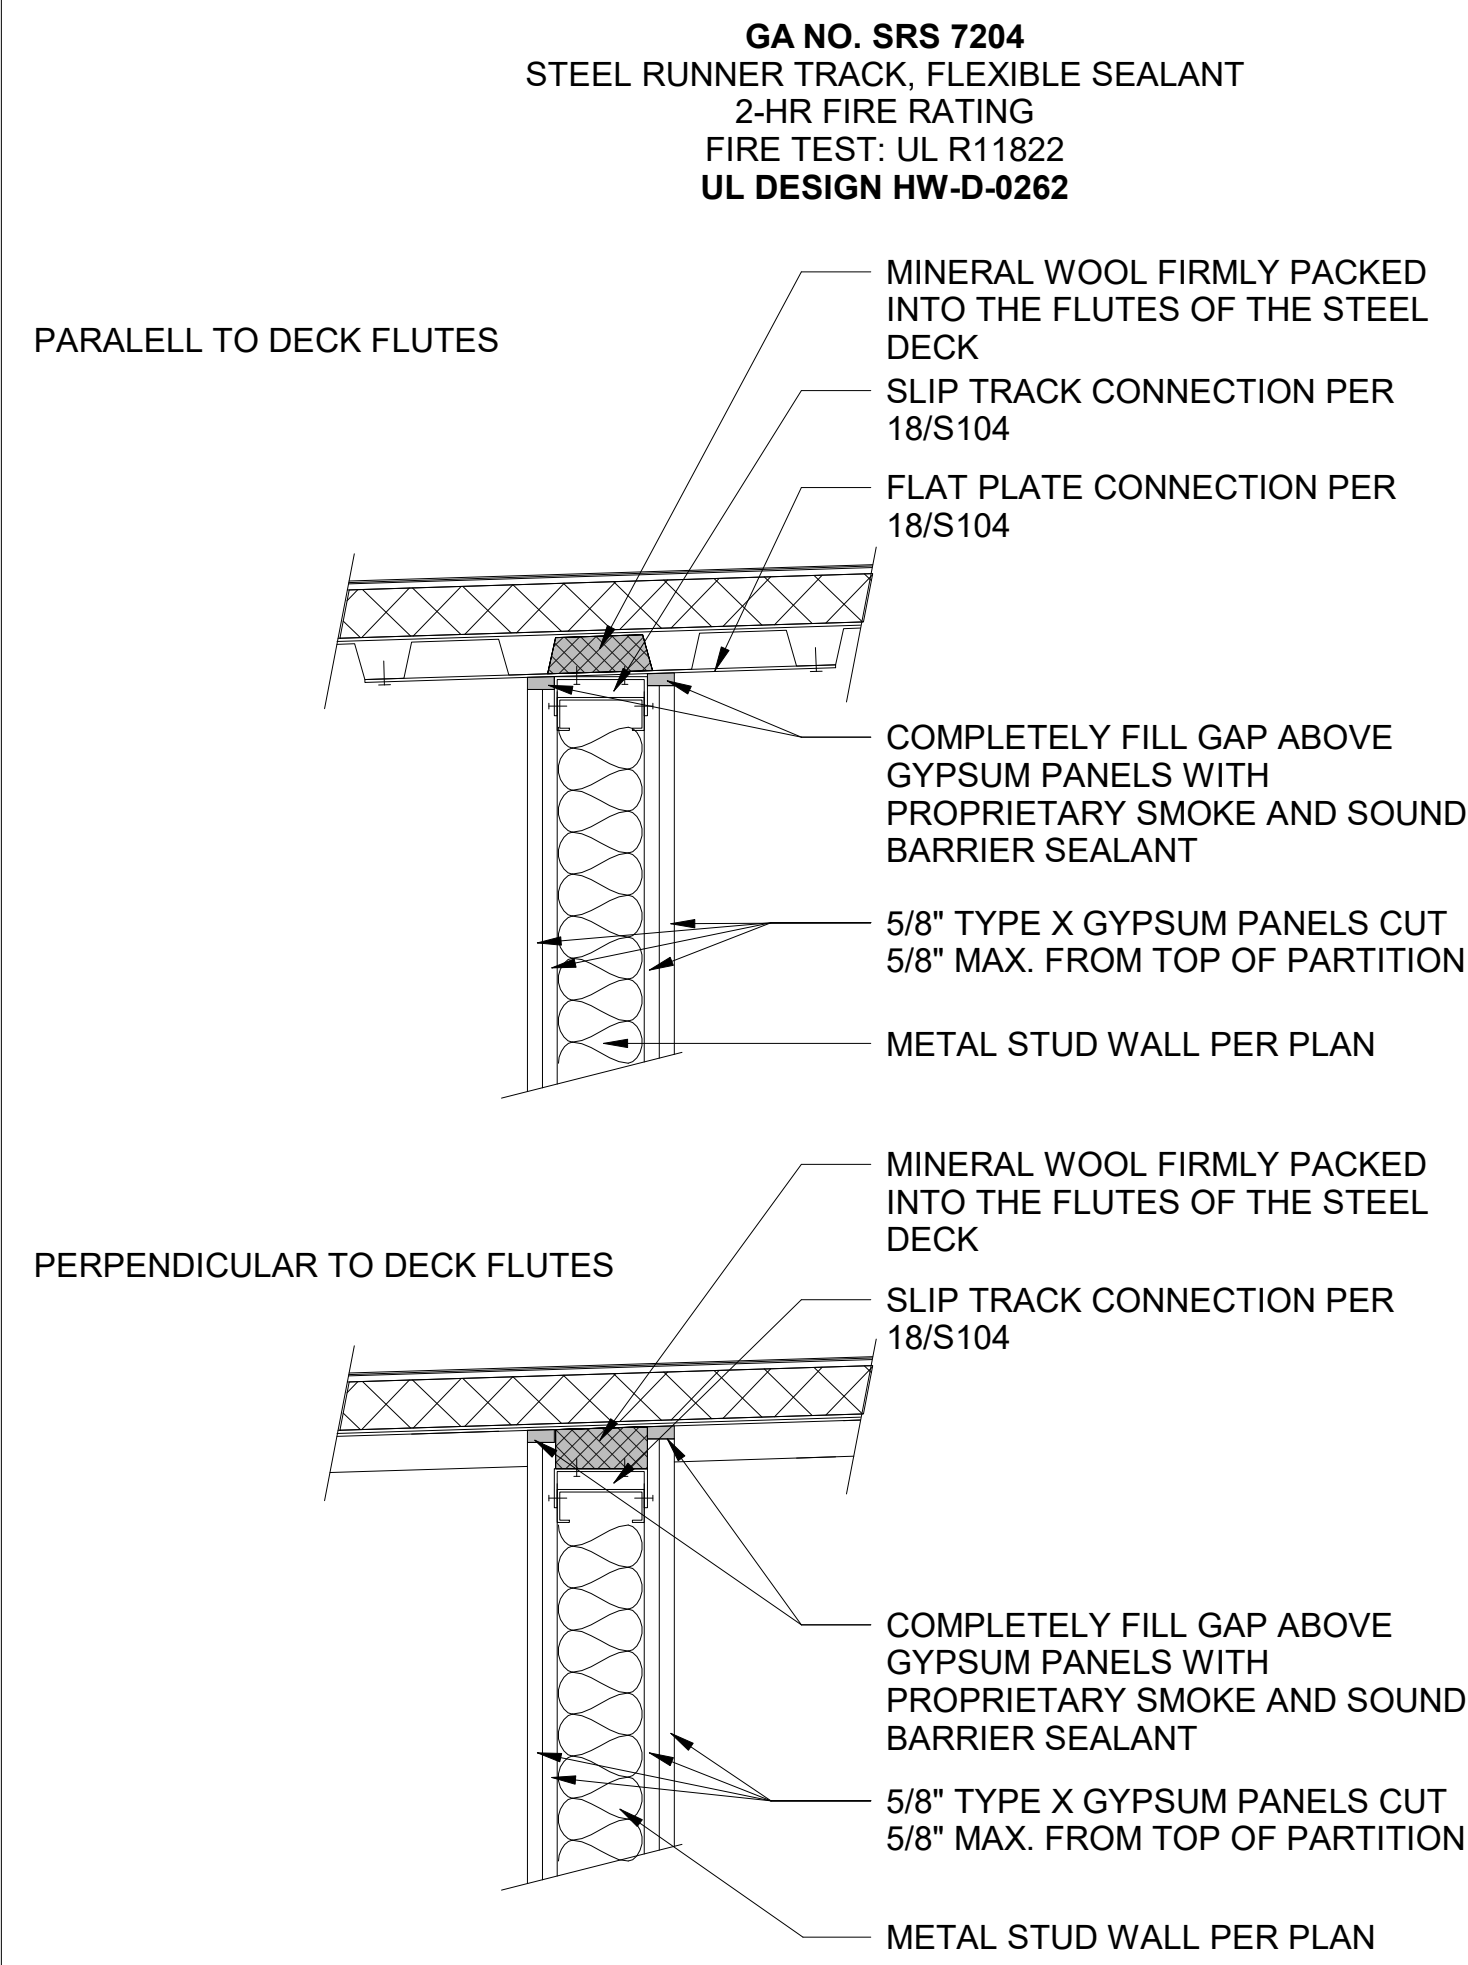 GA NO. SRS 7204
STEEL RUNNER TRACK, FLEXIBLE SEALANT
2-HR FIRE RATING
FIRE TEST: UL R11822
UL DESIGN HW-D-0262
PARALELL TO DECK FLUTES
MINERAL WOOL FIRMLY PACKED
INTO THE FLUTES OF THE STEEL
DECK
SLIP TRACK CONNECTION PER
18/S104
FLAT PLATE CONNECTION PER
18/S104
COMPLETELY FILL GAP ABOVE
GYPSUM PANELS WITH
PROPRIETARY SMOKE AND SOUND
BARRIER SEALANT
5/8" TYPE X GYPSUM PANELS CUT
5/8" MAX. FROM TOP OF PARTITION
METAL STUD WALL PER PLAN
PERPENDICULAR TO DECK FLUTES
MINERAL WOOL FIRMLY PACKED
INTO THE FLUTES OF THE STEEL
DECK
SLIP TRACK CONNECTION PER
18/S104
COMPLETELY FILL GAP ABOVE
GYPSUM PANELS WITH
PROPRIETARY SMOKE AND SOUND
BARRIER SEALANT
5/8" TYPE X GYPSUM PANELS CUT
5/8" MAX. FROM TOP OF PARTITION
METAL STUD WALL PER PLAN